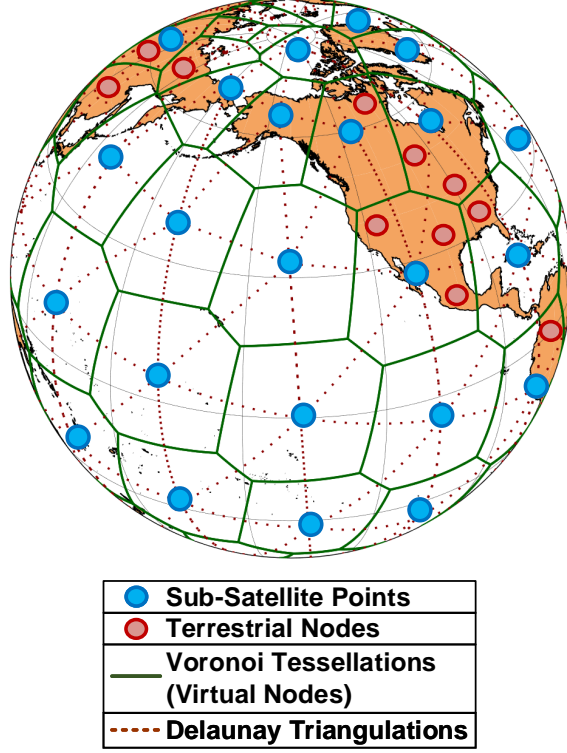 Sub-Satellite Points
Terrestrial Nodes
Voronoi Tessellations
(Virtual Nodes)
Delaunay Triangulations